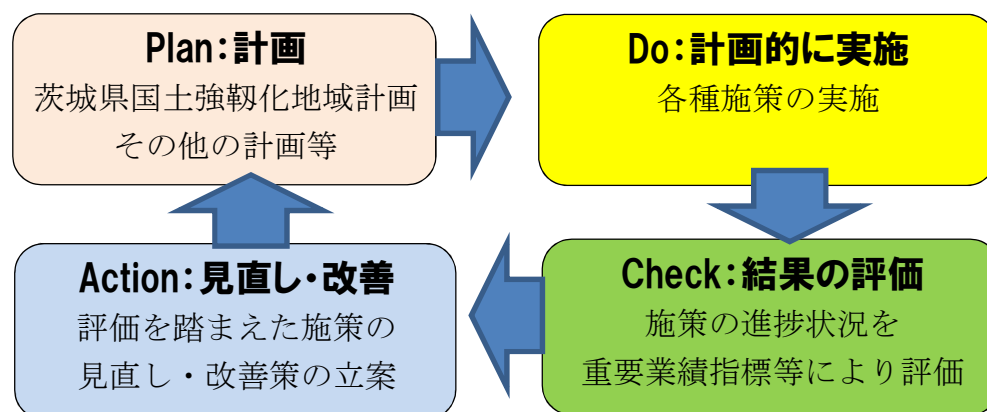 Plan：計画
茨城県国土強靱化地域計画
その他の計画等
Do：計画的に実施
各種施策の実施
Check：結果の評価
施策の進捗状況を
重要業績指標等により評価
Action：見直し・改善
評価を踏まえた施策の
見直し・改善策の立案